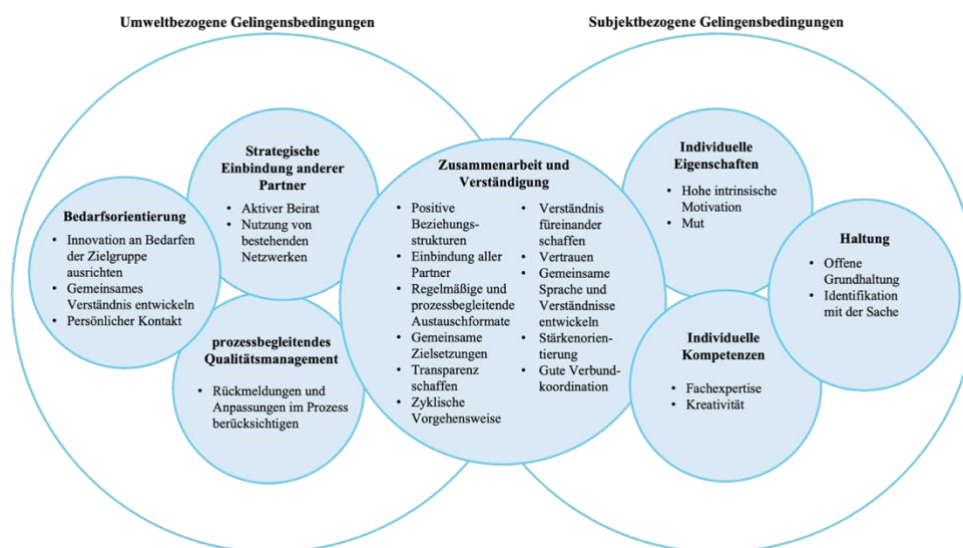 Umweltbezogene Gelingensbedingungen
Subjektbezogene Gelingensbedingungen
Strategische
Einbindung anderer
Partner
• Aktiver Beirat
• Nutzung von
bestehenden
Netzwerken
Bedarfsorientierung
• Innovation an Bedarfen
der Zielgruppe
ausrichten
• Gemeinsames
Verständnis entwickeln
• Persönlicher Kontakt
prozessbegleitendes
Qualitätsmanagement
• Rückmeldungen und
Anpassungen im Prozess
berücksichtigen
Zusammenarbeit und
Verständigung
• Positive
Beziehungs-
strukturen
• Einbindung aller
Partner
• Regelmäßige und
prozessbegleitende
Austauschformate
• Gemeinsame
Zielsetzungen
• Transparenz
schaffen
• Zyklische
Vorgehensweise
• Verständnis
füreinander
schaffen
• Vertrauen
• Gemeinsame
Sprache und
Verständnisse
entwickeln
• Stärkenorien-
tierung
• Gute Verbund-
koordination
Individuelle
Eigenschaften
• Hohe intrinsische
Motivation
• Mut
Haltung
• Offene
Grundhaltung
• Identifikation
mit der Sache
Individuelle
Kompetenzen
• Fachexpertise
• Kreativität